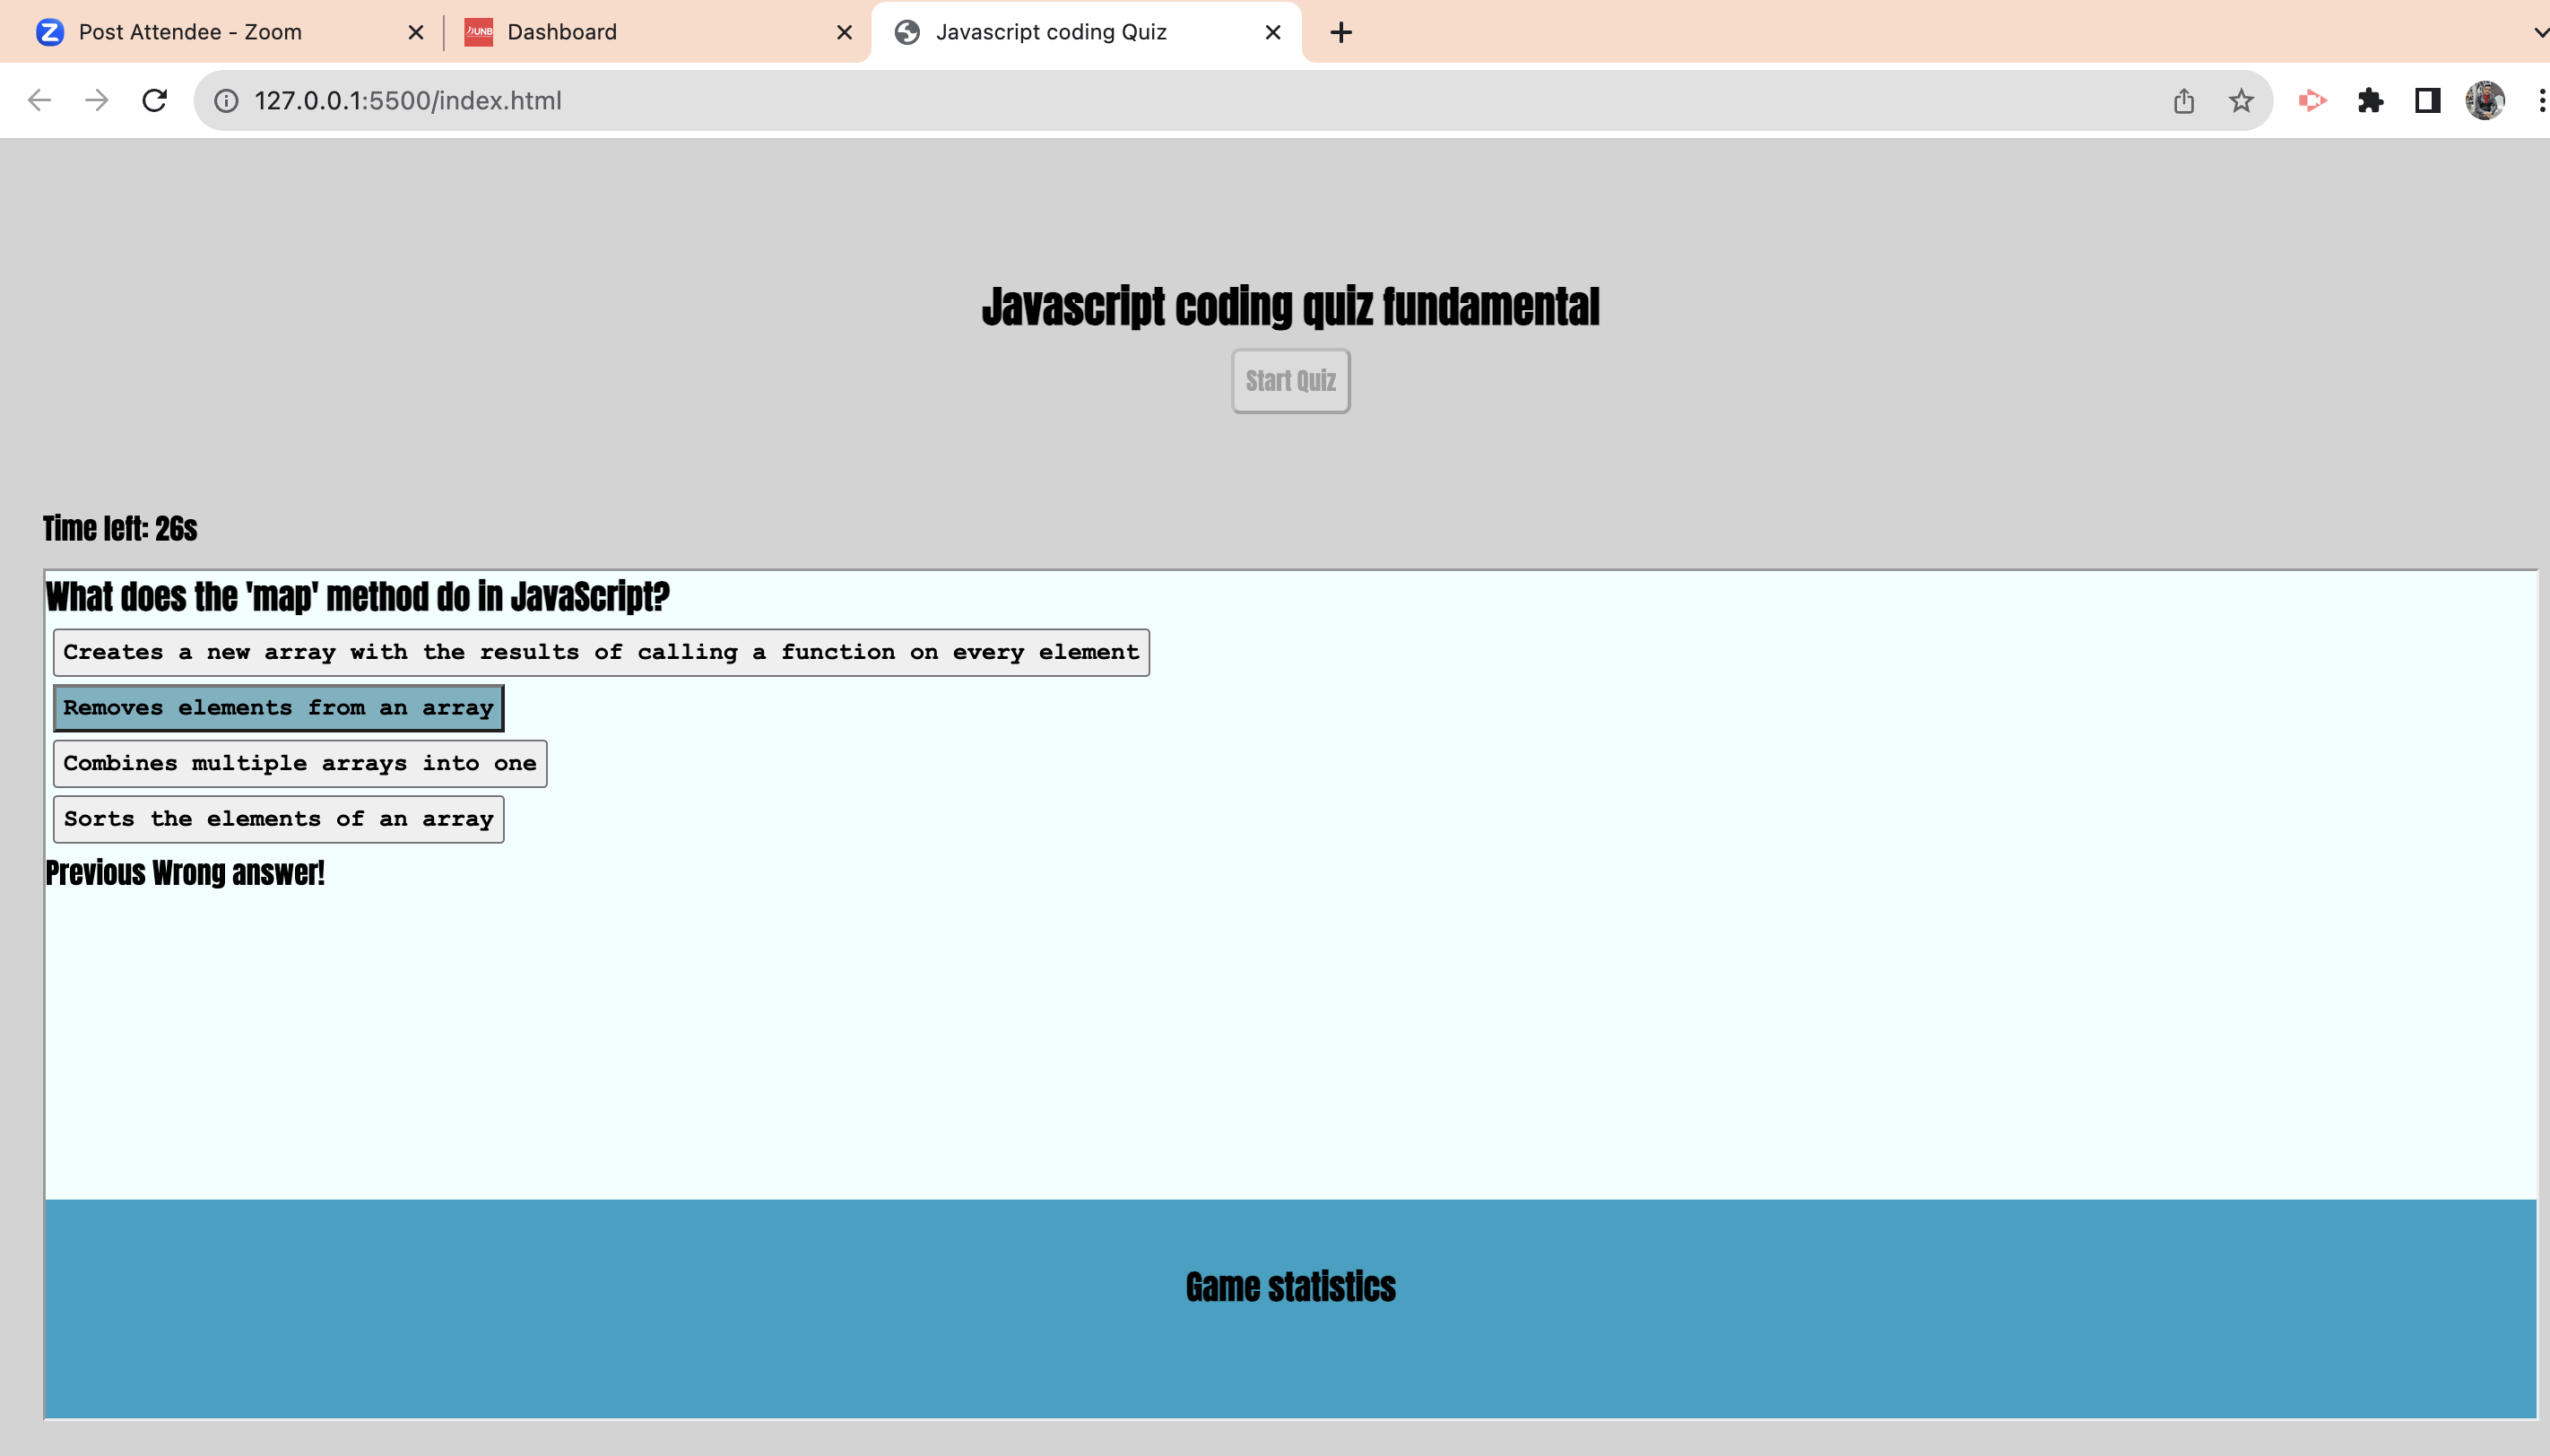 Post Attendee - Zoom
UNB Dashboard
Javascript coding Quiz
127.0.0.1:5500/index.html
Javascript coding quiz fundamental
Start Quiz
Time left: 26s
What does the 'map' method do in JavaScript?
Creates a new array with the results of calling a function on every element
Removes elements from an array
Combines multiple arrays into one
Sorts the elements of an array
Previous Wrong answer!
Game statistics